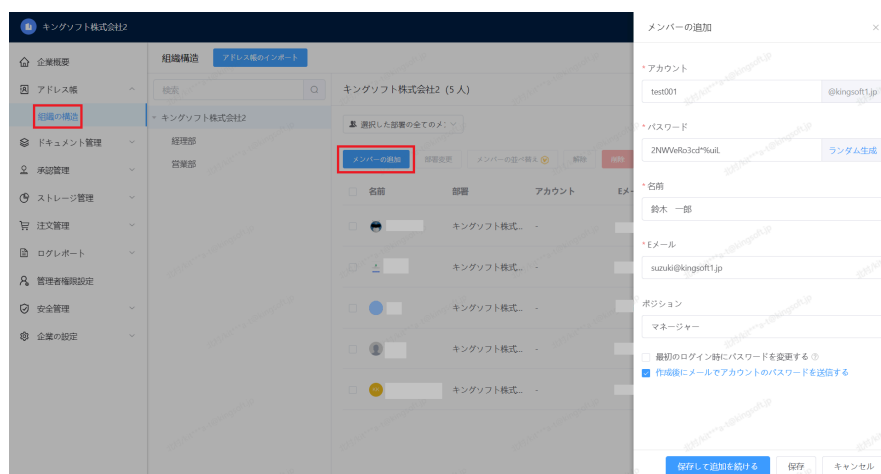 キングソフト株式会社2
メンバーの追加
×
企業概要
アドレス帳
組織の構造
ドキュメント管理
承認管理
ストレージ管理
注文管理
ログレポート
管理者権限設定
安全管理
企業の設定
組織構造
アドレス帳のインポート
検索
キングソフト株式会社2
経理部
営業部
キングソフト株式会社2 (5人)
選択した部署の全てのメ:
メンバーの追加
部署変更
メンバーの並べ替え
解除
削除
名前
部署
アカウント
Eメ-
キングソフト株式... -
キングソフト株式... -
キングソフト株式... -
キングソフト株式... -
キングソフト株式... -
* アカウント
test001
@kingsoft1.jp
* パスワード
2NWVeRo3cd*%uiL
ランダム生成
* 名前
鈴木 一郎
* Eメール
suzuki@kingsoft1.jp
ポジション
マネージャー
最初のログイン時にパスワードを変更する
作成後にメールでアカウントのパスワードを送信する
保存して追加を続ける
保存
キャンセル